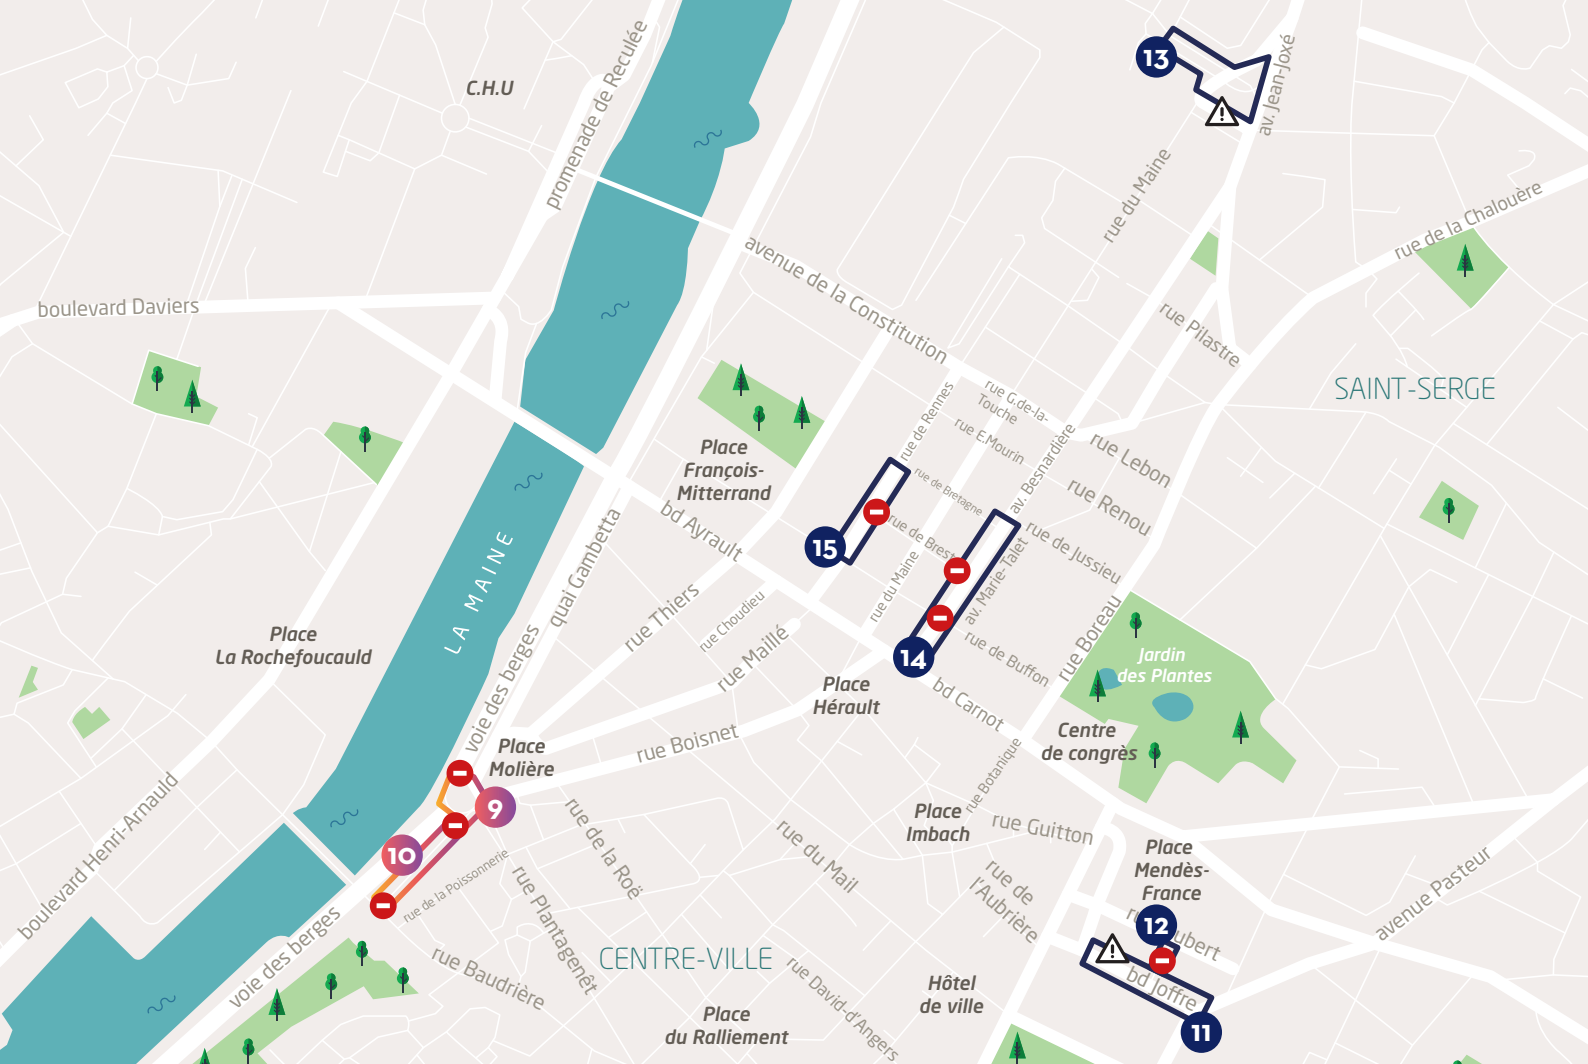 C.H.U
promenade de Reculée
13
av. Jean-Joxé
rue du Maine
rue de la Chalouère
avenue de la Constitution
boulevard Daviers
rue Pilastre
SAINT-SERGE
rue G.de-la-
Touche
rue de Rennes
rue E.Mourin
av. Besnardière
rue Lebon
Place
François-
Mitterrand
rue de Bretagne
rue Renou
bd Ayrault
quai Gambetta
LA MAINE
15
rue de Brest
rue de Jussieu
av. Marie-Talet
rue du Maine
rue Thiers
rue Choudieu
rue Maillé
14
rue de Buffon
rue Boreau
Jardin
des Plantes
Place
La Rochefoucauld
voie des berges
Place
Hérault
bd Carnot
Centre
de congrès
rue Boisnet
Place
Molière
rue Botanique
9
10
boulevard Henri-Arnauld
rue de la Poissonnerie
rue de la Roë
rue du Mail
Place
Imbach
rue Guitton
Place
Mendès-
France
rue de
l'Aubrière
avenue Pasteur
rue Plantagenêt
voie des berges
rue Baudrière
CENTRE-VILLE
rue David-d'Angers
Place
du Ralliement
Hôtel
de ville
12
bd Joffre
11